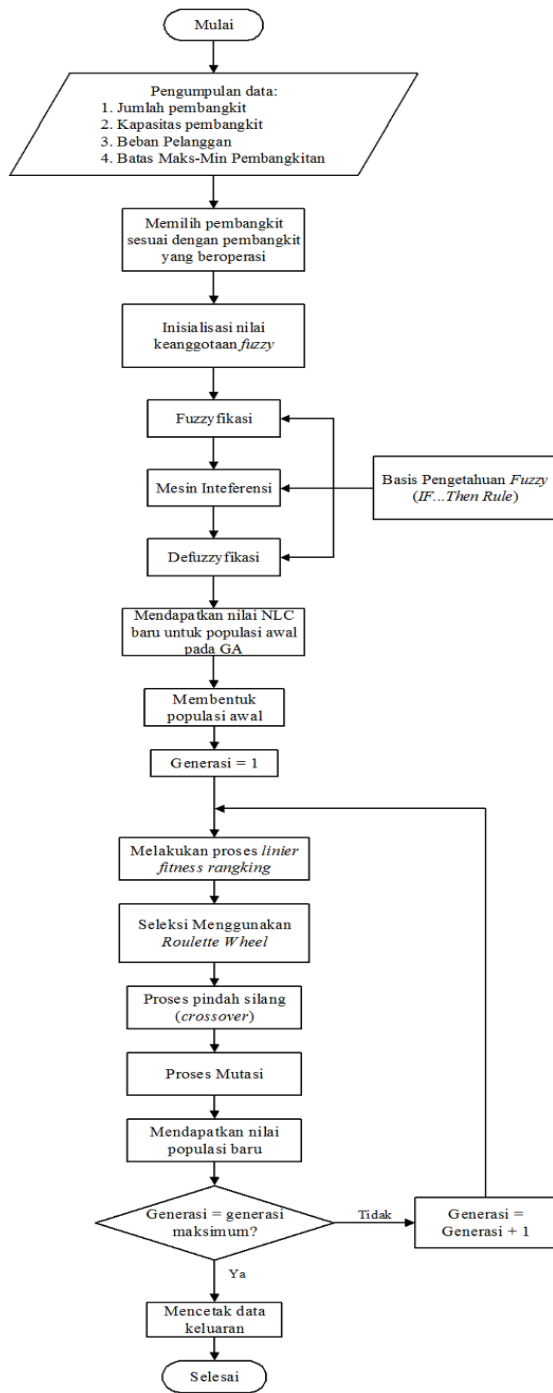 Mulai
Pengumpulan data:
1. Jumlah pembangkit
2. Kapasitas pembangkit
3. Beban Pelanggan
4. Batas Maks-Min Pembangkitan
Memilih pembangkit
sesuai dengan pembangkit
yang beroperasi
Inisialisasi nilai
keanggotaan fuzzy
Fuzzyfikasi
Mesin Inteferensi
Basis Pengetahuan Fuzzy
(IF...Then Rule)
Defuzzyfikasi
Mendapatkan nilai NLC
baru untuk populasi awal
pada GA
Membentuk
populasi awal
Generasi = 1
Melakukan proses linier
fitness rangking
Seleksi Menggunakan
Roulette Wheel
Proses pindah silang
(crossover)
Proses Mutasi
Mendapatkan nilai
populasi baru
Generasi = generasi
maksimum?
Tidak
Generasi =
Generasi + 1
Ya
Mencetak data
keluaran
Selesai